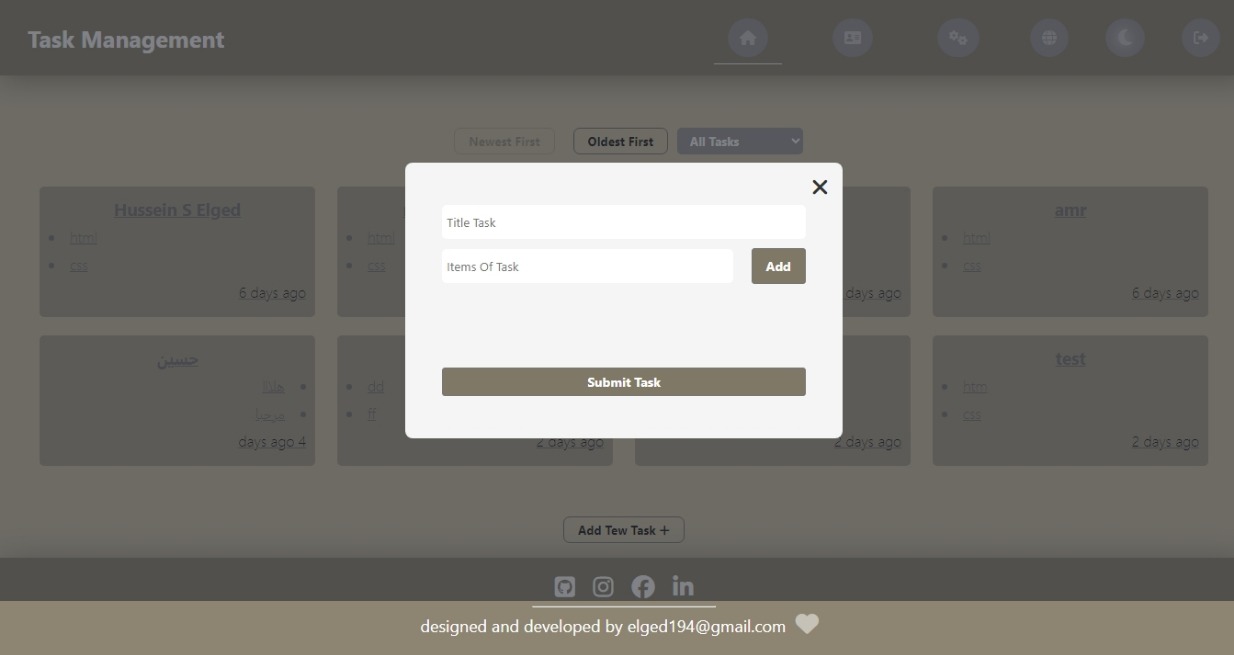 Task Management
Newest First
Oldest First
All Tasks
Title Task
Items Of Task
Add
Submit Task
Hussein S Elged
html
css
6 days ago
html
css
days ago
amr
html
css
6 days ago
حسين
هلالا
مرحبا
days ago 4
dd
ff
2 days ago
2 days ago
test
htm
css
2 days ago
Add Tew Task +
designed and developed by elged194@gmail.com